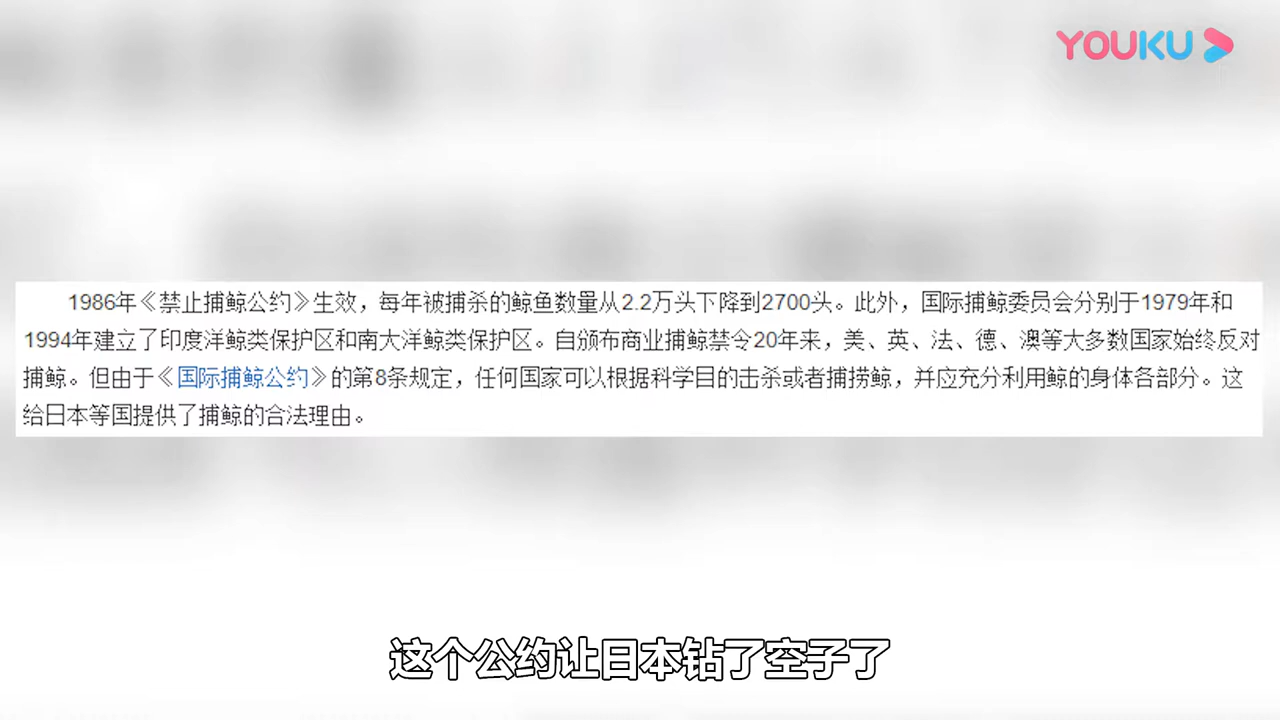 YOUKU
1986年《禁止捕鲸公约》生效，每年被捕杀的鲸鱼数量从2.2万头下降到2700头。此外，国际捕鲸委员会分别于1979年和
1994年建立了印度洋鲸类保护区和南大洋鲸类保护区。自颁布商业捕鲸禁令20年来，美、英、法、德、澳等大多数国家始终反对
捕鲸。但由于《国际捕鲸公约》的第8条规定，任何国家可以根据科学目的击杀或者捕捞鲸，并应充分利用鲸的身体各部分。这
给日本等国提供了捕鲸的合法理由。
这个公约让日本钻了空子了